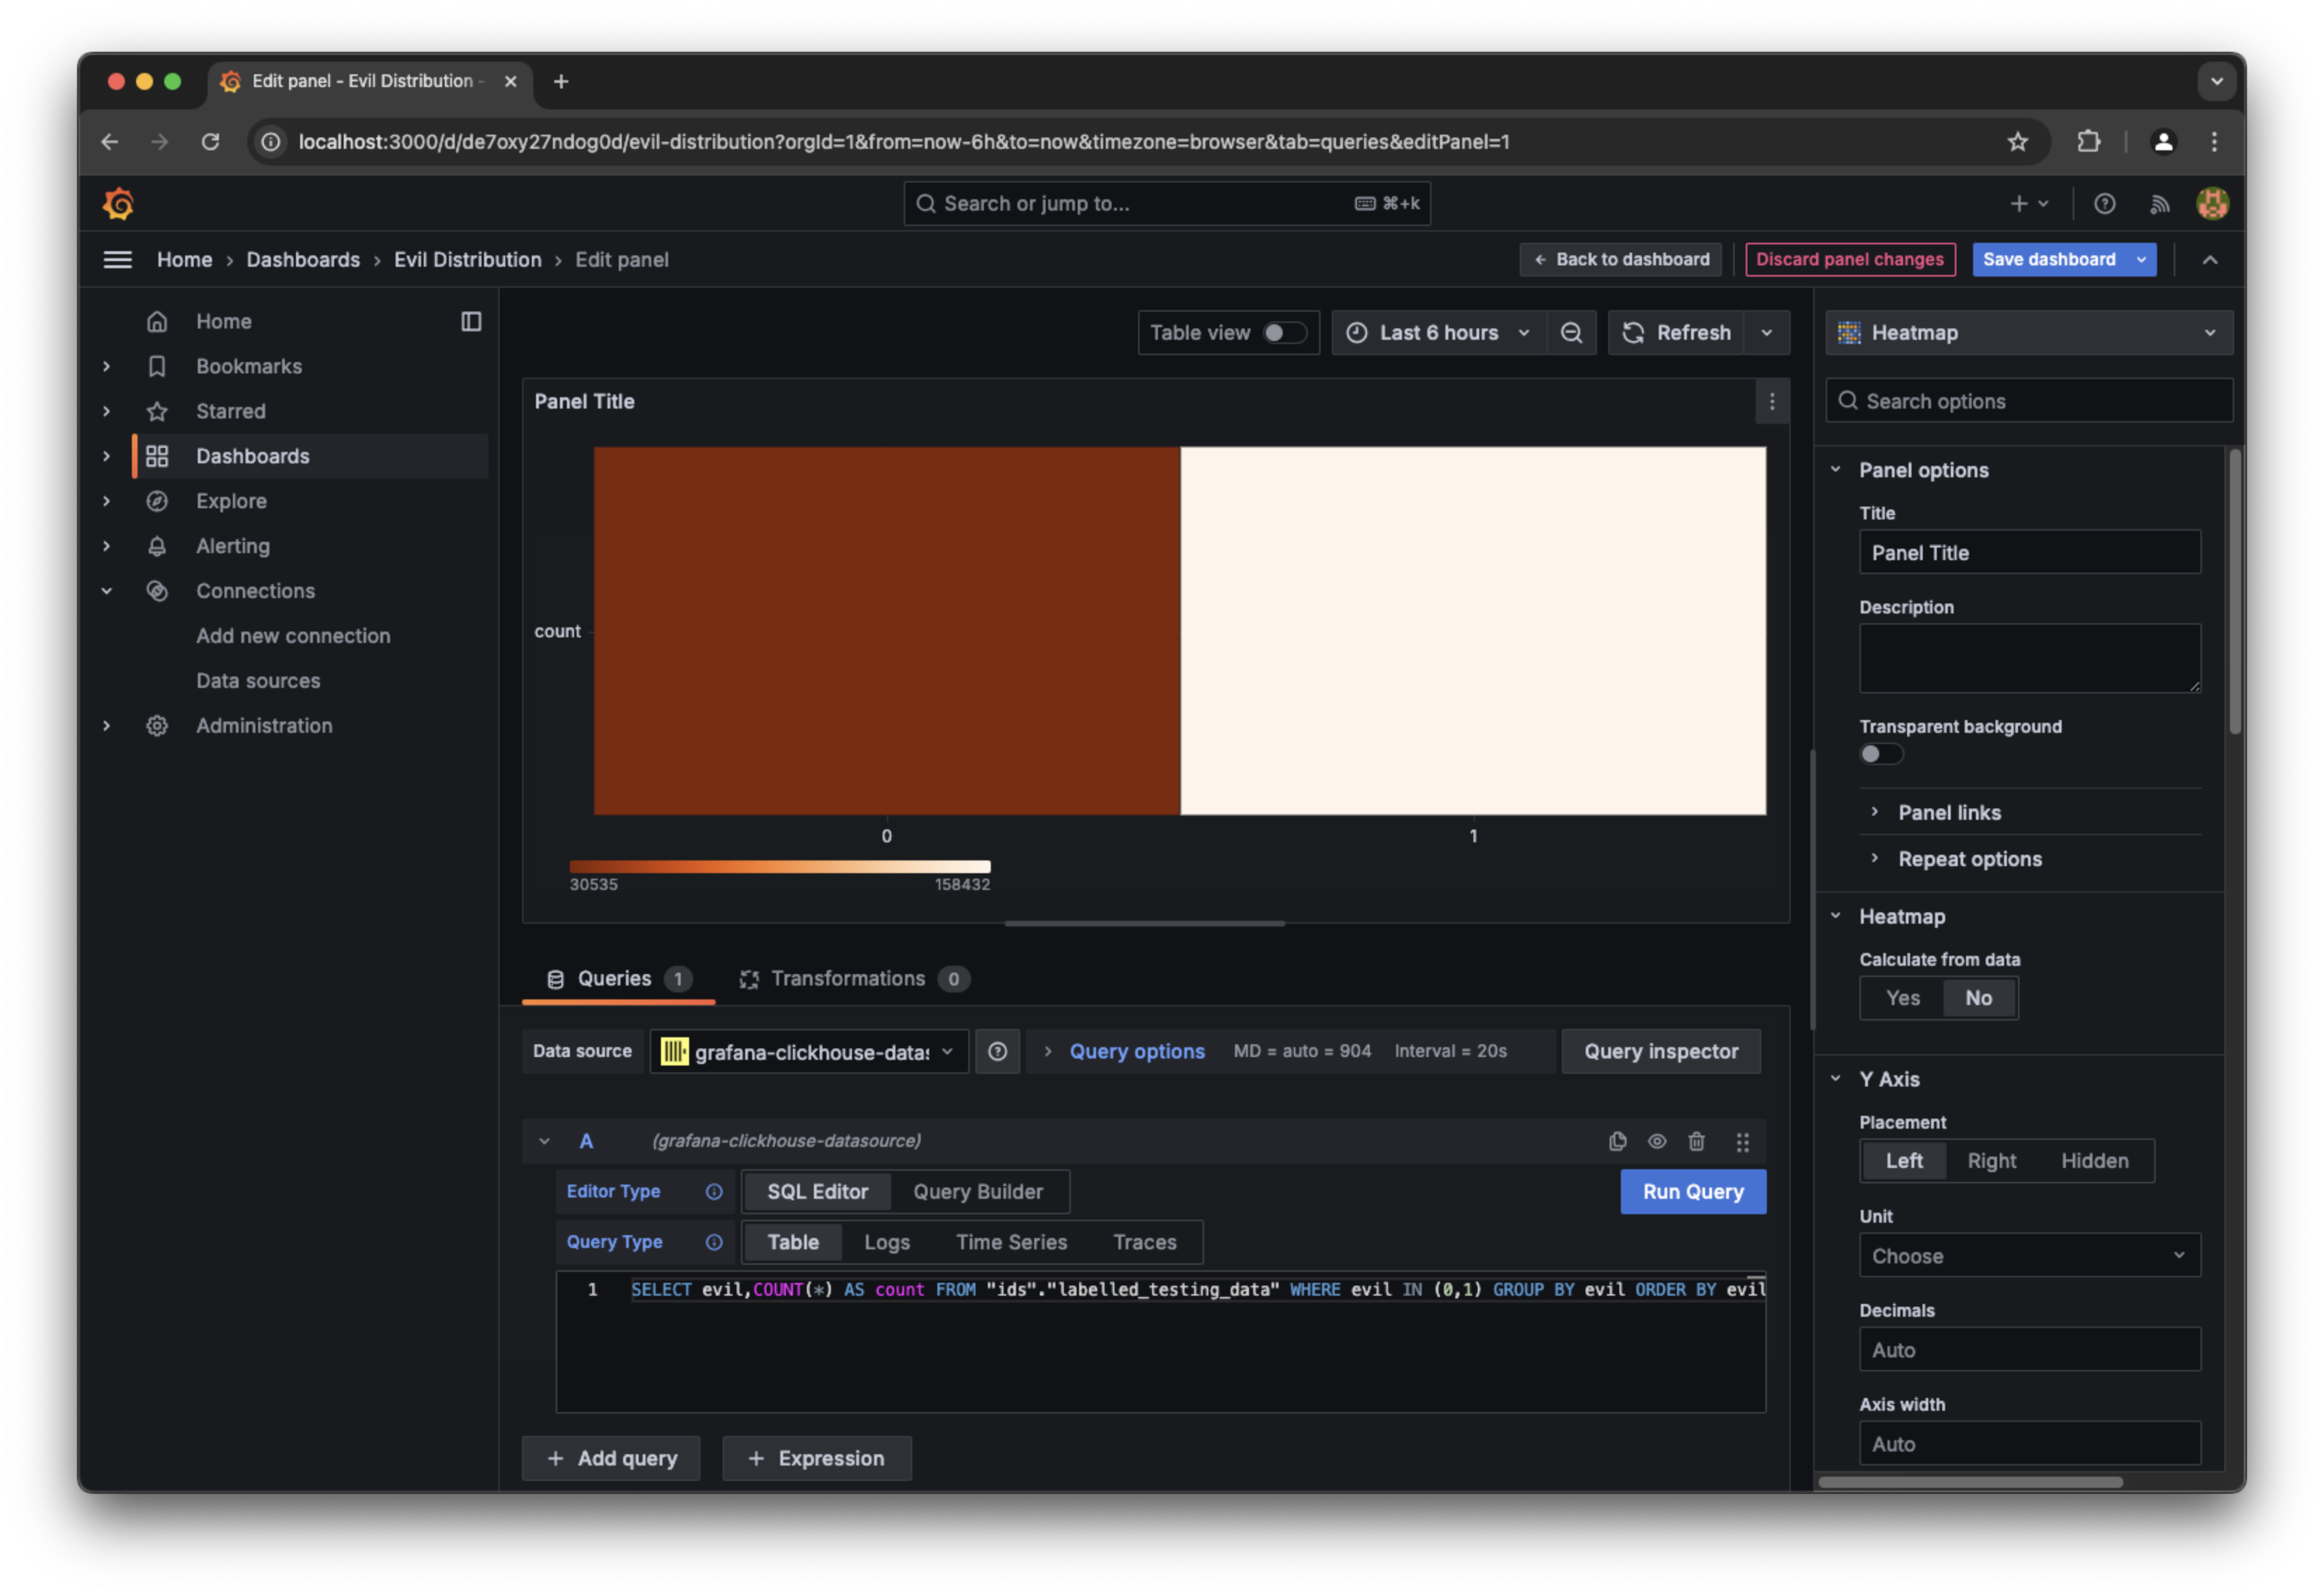 Edit panel - Evil Distribution -
localhost:3000/d/de7oxy27ndog0d/evil-distribution?orgId=1&from=now-6h&to=now&timezone=browser&tab=queries&editPanel=1
Search or jump to... ⌘+k
Home › Dashboards › Evil Distribution › Edit panel
Back to dashboard
Discard panel changes
Save dashboard
Home
Bookmarks
Starred
Dashboards
Explore
Alerting
Connections
Add new connection
Data sources
Administration
Table view
Last 6 hours
Refresh
Panel Title
count
0 1
30535 158432
Queries 1
Transformations 0
Data source
grafana-clickhouse-datas
Query options
MD = auto = 904
Interval = 20s
Query inspector
A (grafana-clickhouse-datasource)
Editor Type
SQL Editor
Query Builder
Run Query
Query Type
Table
Logs
Time Series
Traces
1 SELECT evil,COUNT(*) AS count FROM "ids"."labelled_testing_data" WHERE evil IN (0,1) GROUP BY evil ORDER BY evil
+ Add query
+ Expression
Heatmap
Search options
Panel options
Title
Panel Title
Description
Transparent background
Panel links
Repeat options
Heatmap
Calculate from data
Yes No
Y Axis
Placement
Left Right Hidden
Unit
Choose
Decimals
Auto
Axis width
Auto